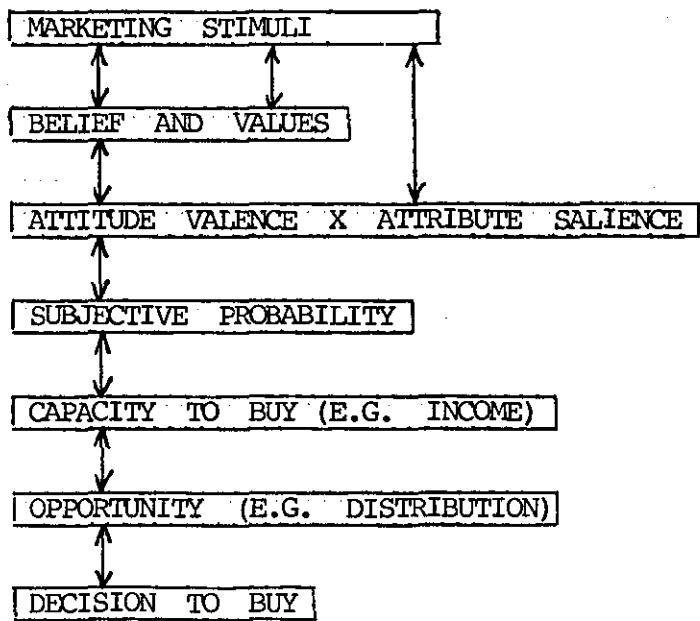 MARKETING STIMULI
BELIEF AND VALUES
ATTITUDE VALENCE X ATTRIBUTE SALIENCE
SUBJECTIVE PROBABILITY
CAPACITY TO BUY (E.G. INCOME)
OPPORTUNITY (E.G. DISTRIBUTION)
DECISION TO BUY